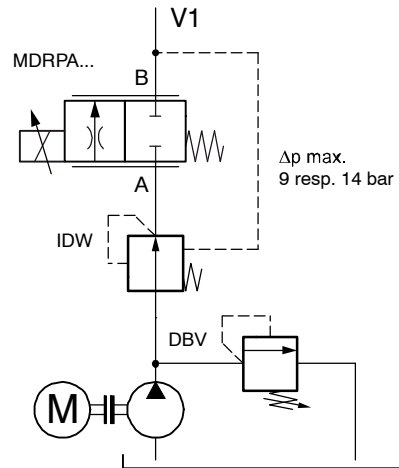 V1
MDRPA...
B
Δp max.
9 resp. 14 bar
A
IDW
DBV
M